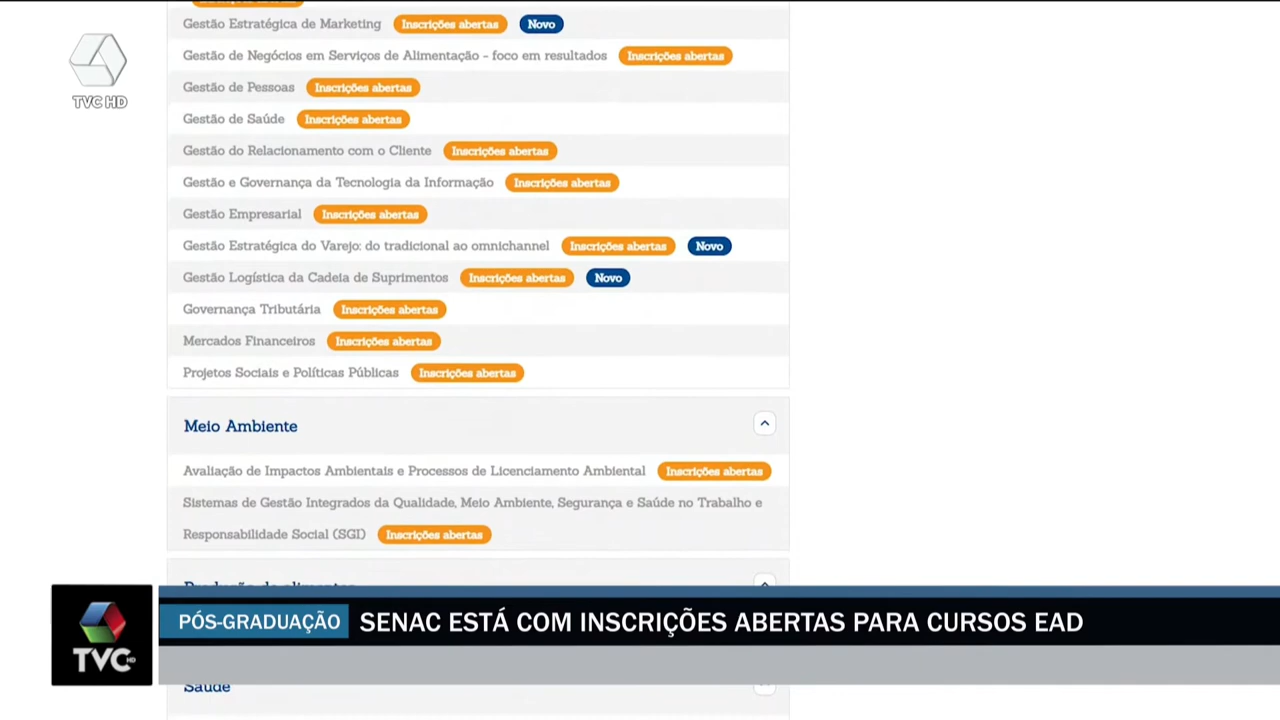 Gestão Estratégica de Marketing Inscrições abertas Novo
Gestão de Negócios em Serviços de Alimentação - foco em resultados Inscrições abertas
TVC HD
Gestão de Pessoas Inscrições abertas
Gestão de Saúde Inscrições abertas
Gestão do Relacionamento com o Cliente Inscrições abertas
Gestão e Governança da Tecnologia da Informação Inscrições abertas
Gestão Empresarial Inscrições abertas
Gestão Estratégica do Varejo: do tradicional ao omnichannel Inscrições abertas Novo
Gestão Logística da Cadeia de Suprimentos Inscrições abertas Novo
Governança Tributária Inscrições abertas
Mercados Financeiros Inscrições abertas
Projetos Sociais e Políticas Públicas Inscrições abertas
Meio Ambiente
Avaliação de Impactos Ambientais e Processos de Licenciamento Ambiental Inscrições abertas
Sistemas de Gestão Integrados da Qualidade, Meio Ambiente, Segurança e Saúde no Trabalho e
Responsabilidade Social (SGI) Inscrições abertas
Produção de alimentos
PÓS-GRADUAÇÃO SENAC ESTÁ COM INSCRIÇÕES ABERTAS PARA CURSOS EAD
TVC HD
Saúde